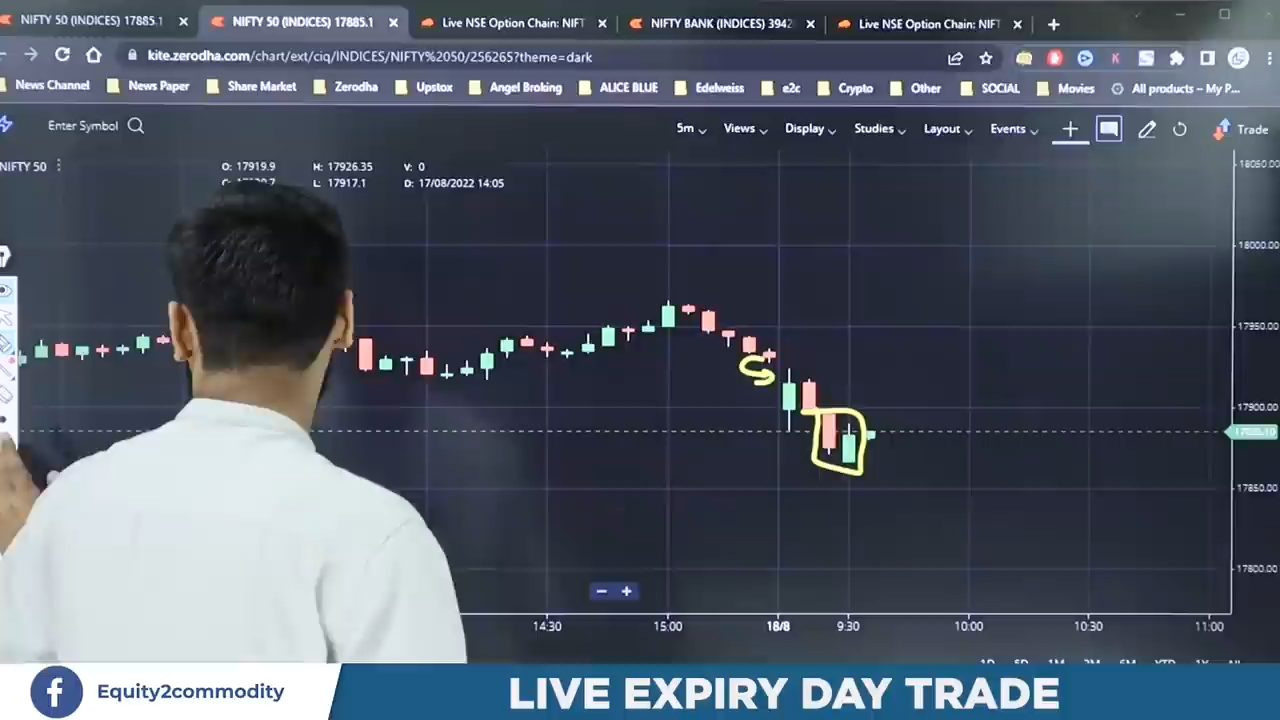 NIFTY 50 (INDICES) 17885.1
NIFTY 50 (INDICES) 17885.1
Live NSE Option Chain: NIFT
NIFTY BANK (INDICES) 3942
Live NSE Option Chain: NIFT
kite.zerodha.com/chart/ext/ciq/INDICES/NIFTY%2050/256265?theme=dark
News Channel
News Paper
Share Market
Zerodha
Upstox
Angel Broking
ALICE BLUE
Edelweiss
e2c
Crypto
Other
SOCIAL
Movies
All products – My P...
Enter Symbol
5m
Views
Display
Studies
Layout
Events
Trade
NIFTY 50
O: 17919.9
H: 17926.35
V: 0
L: 17917.1
D: 17/08/2022 14:05
18050.00
18000.00
17950.00
17900.00
17850.00
17800.00
14:30
15:00
18/8
9:30
10:00
10:30
11:00
Equity2commodity
LIVE EXPIRY DAY TRADE